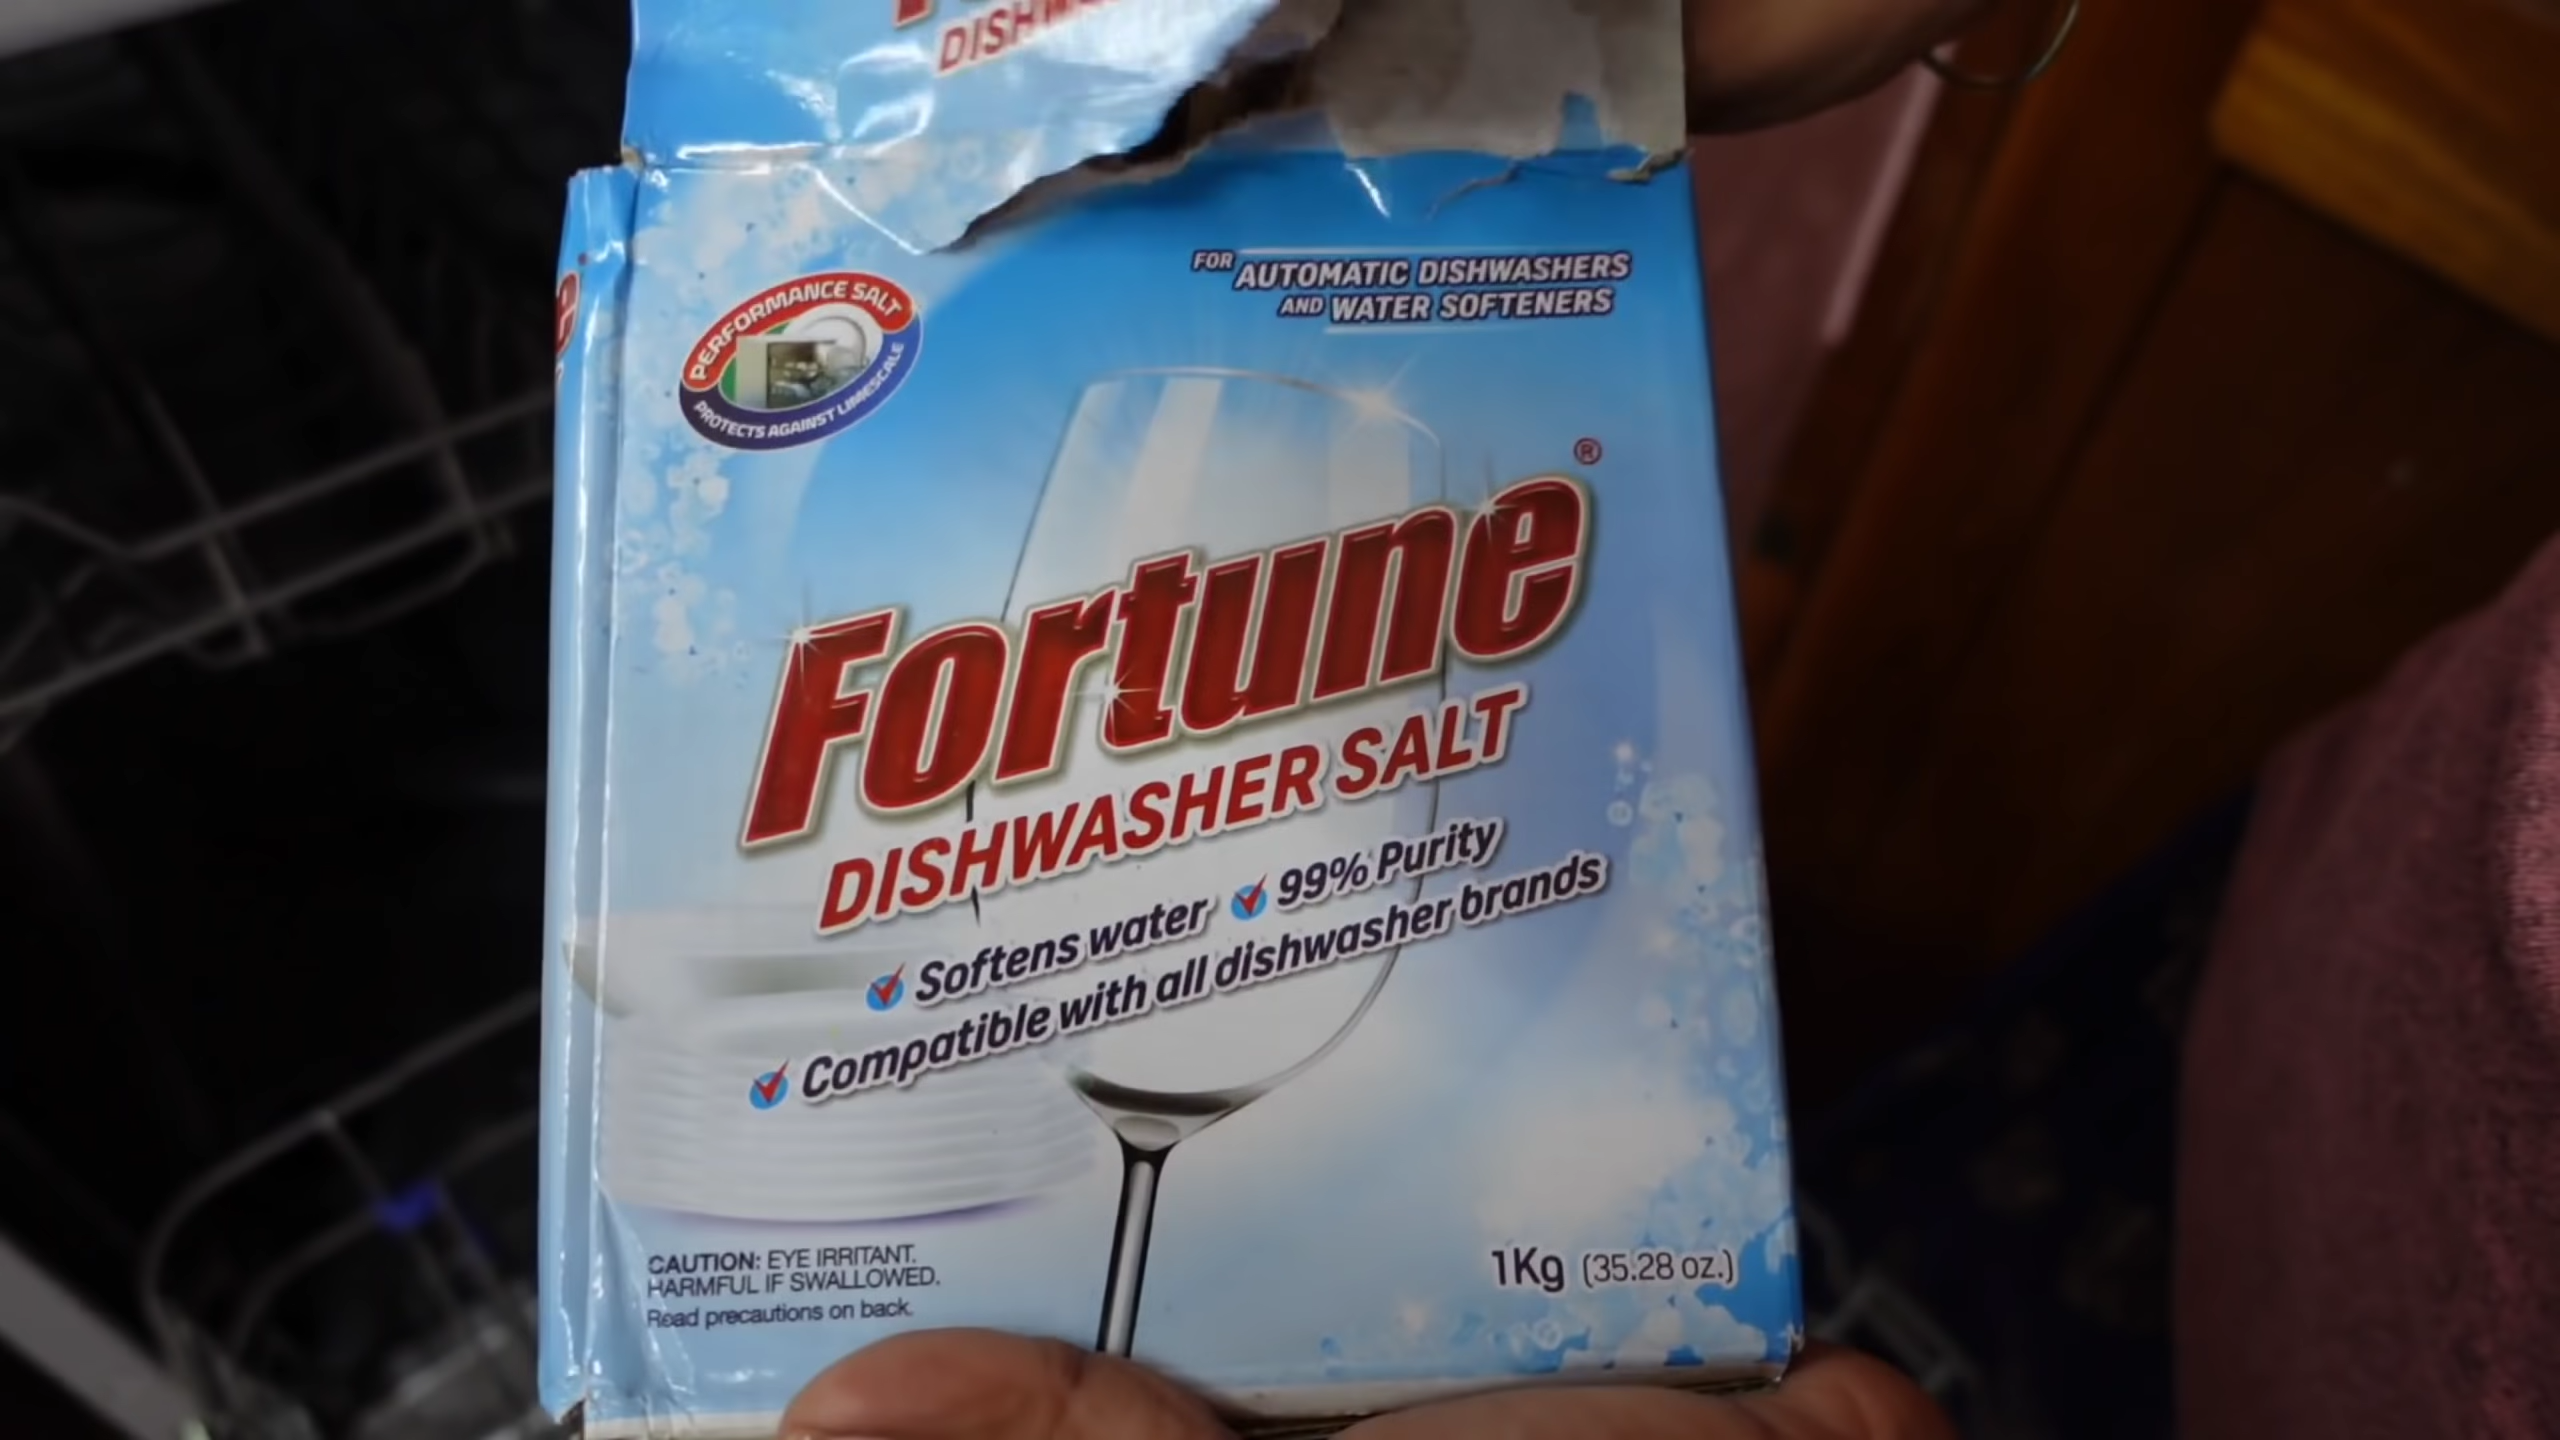 DISHW
FOR AUTOMATIC DISHWASHERS
AND WATER SOFTENERS
PERFORMANCE SALT
PROTECTS AGAINST LIMESCALE
Fortune®
DISHWASHER SALT
Softens water 99% Purity
Compatible with all dishwasher brands
CAUTION: EYE IRRITANT.
HARMFUL IF SWALLOWED.
Read precautions on back.
1Kg (35.28 oz.)
e